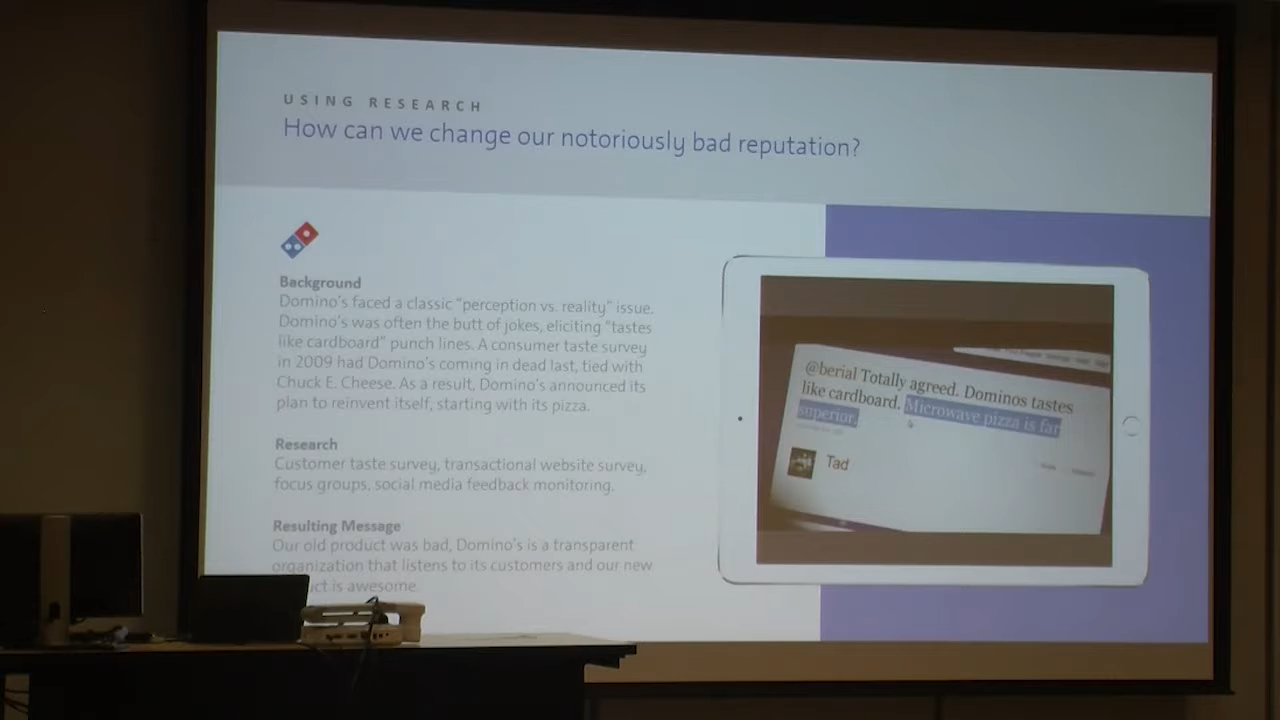 USING RESEARCH
How can we change our notoriously bad reputation?
Background
Domino's faced a classic “perception vs. reality” issue.
Domino's was often the butt of jokes, eliciting “tastes
like cardboard” punch lines. A consumer taste survey
in 2009 had Domino's coming in dead last, tied with
Chuck E. Cheese. As a result, Domino's announced its
plan to reinvent itself, starting with its pizza.
Research
Customer taste survey, transactional website survey,
focus groups, social media feedback monitoring.
Resulting Message
Our old product was bad, Domino's is a transparent
organization that listens to its customers and our new
is awesome.
@berial Totally agreed. Dominos tastes
like cardboard. Microwave pizza is far
superior.
Tad